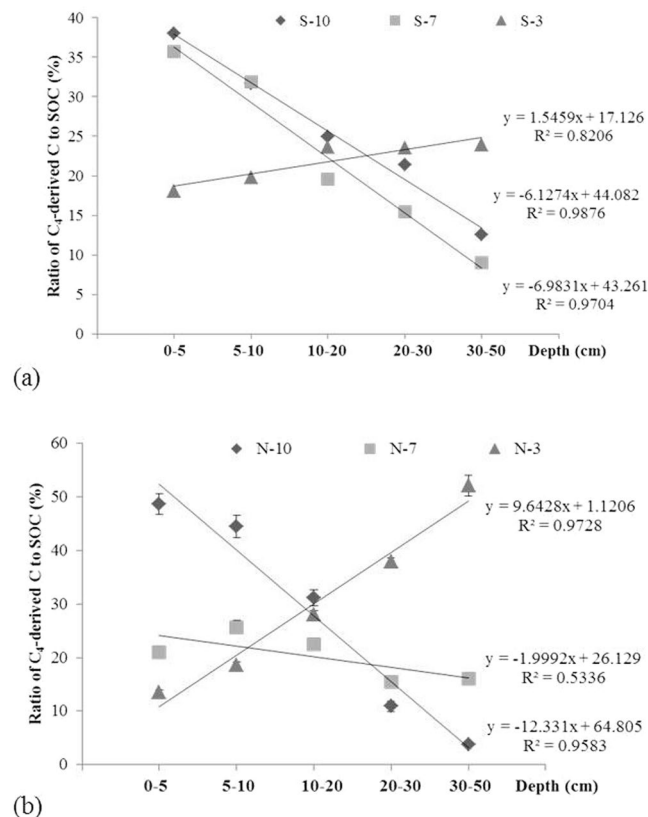 S-10 S-7 S-3
Ratio of C₄-derived C to SOC (%)
40
35
30
25
20
15
10
5
0
y = 1.5459x + 17.126
R² = 0.8206
y = -6.1274x + 44.082
R² = 0.9876
y = -6.9831x + 43.261
R² = 0.9704
0-5 5-10 10-20 20-30 30-50 Depth (cm)
(a)
N-10 N-7 N-3
Ratio of C₄-derived C to SOC (%)
60
50
40
30
20
10
0
y = 9.6428x + 1.1206
R² = 0.9728
y = -1.9992x + 26.129
R² = 0.5336
y = -12.331x + 64.805
R² = 0.9583
0-5 5-10 10-20 20-30 30-50 Depth (cm)
(b)